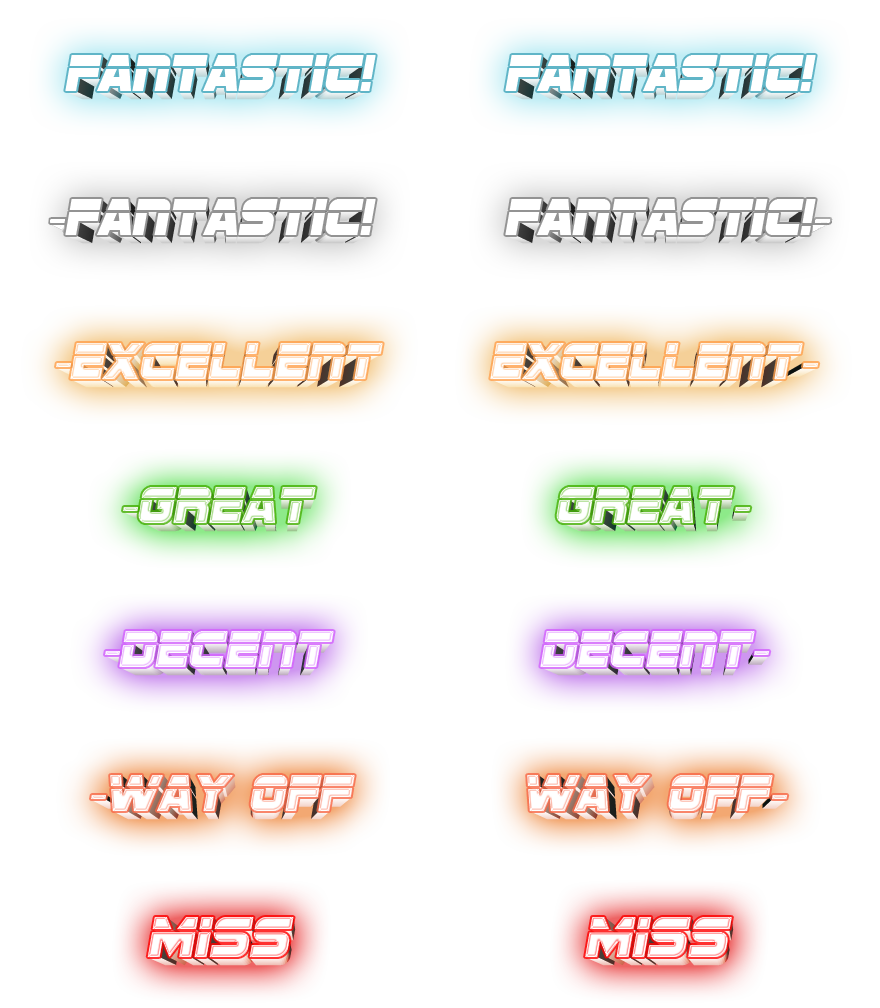 FANTASTIC! FANTASTIC!
-FANTASTIC! FANTASTIC!-
-EXCELLENT EXCELLENT-
-GREAT GREAT-
-DECENT DECENT-
-WAY OFF WAY OFF-
MISS MISS